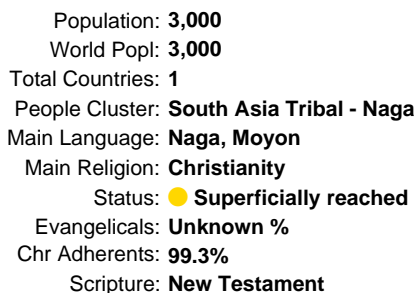 Population: 3,000
World Popl: 3,000
Total Countries: 1
People Cluster: South Asia Tribal - Naga
Main Language: Naga, Moyon
Main Religion: Christianity
Status: Superficially reached
Evangelicals: Unknown %
Chr Adherents: 99.3%
Scripture: New Testament